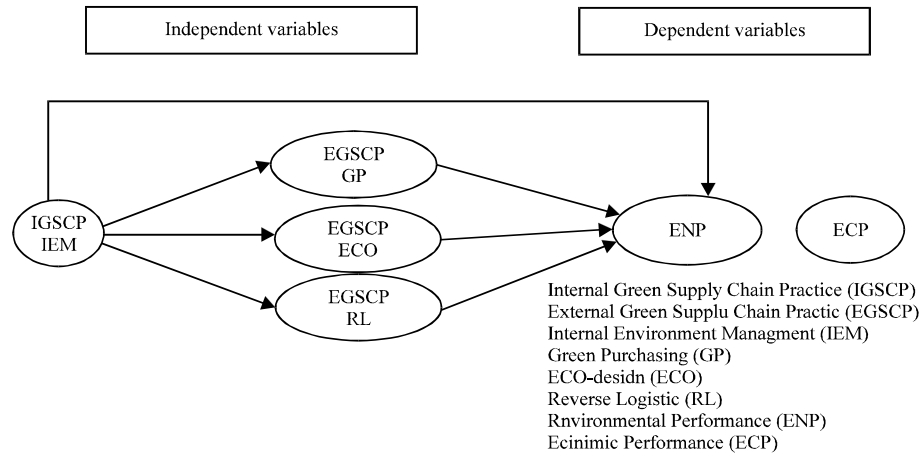 Independent variables
Dependent variables
EGSCP
GP
IGSCP
IEM
EGSCP
ECO
EGSCP
RL
ENP
ECP
Internal Green Supply Chain Practice (IGSCP)
External Green Supplu Chain Practic (EGSCP)
Internal Environment Managment (IEM)
Green Purchasing (GP)
ECO-desidn (ECO)
Reverse Logistic (RL)
Rnvironmental Performance (ENP)
Ecinimic Performance (ECP)